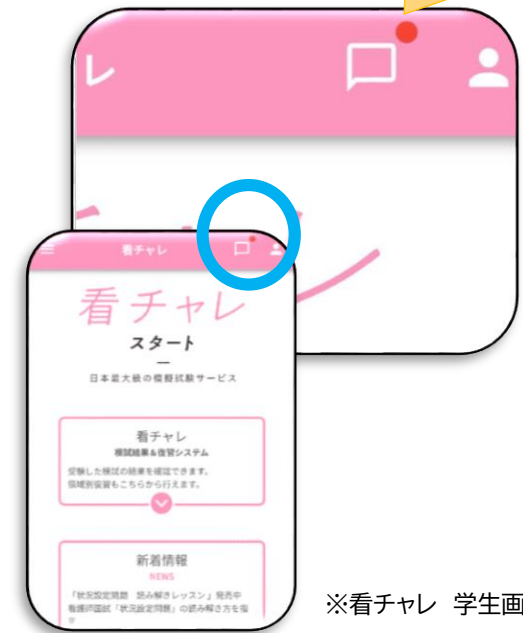 レ
看チャレ
看チャレ
スタート
日本最大級の模擬試験サービス
看チャレ
模試結果&復習システム
受験した模試の結果を確認できます。
領域別復習もこちらから行えます。
新着情報
NEWS
「状況設定問題 読み解きレッスン」発売中
看護師国試「状況設定問題」の読み解き方を指
※看チャレ 学生画